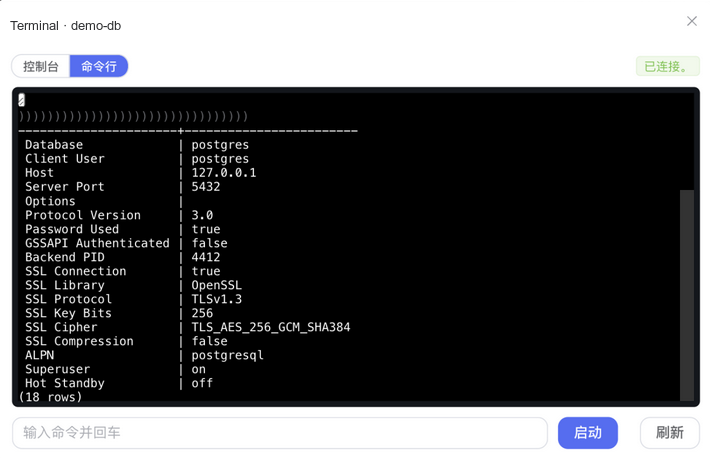 Terminal · demo-db
控制台 命令行 已连接。
))))))))))))))))))))))))))))))))
----------------------+------------------------
Database | postgres
Client User | postgres
Host | 127.0.0.1
Server Port | 5432
Options |
Protocol Version | 3.0
Password Used | true
GSSAPI Authenticated | false
Backend PID | 4412
SSL Connection | true
SSL Library | OpenSSL
SSL Protocol | TLSv1.3
SSL Key Bits | 256
SSL Cipher | TLS_AES_256_GCM_SHA384
SSL Compression | false
ALPN | postgresql
Superuser | on
Hot Standby | off
(18 rows)
输入命令并回车 启动 刷新